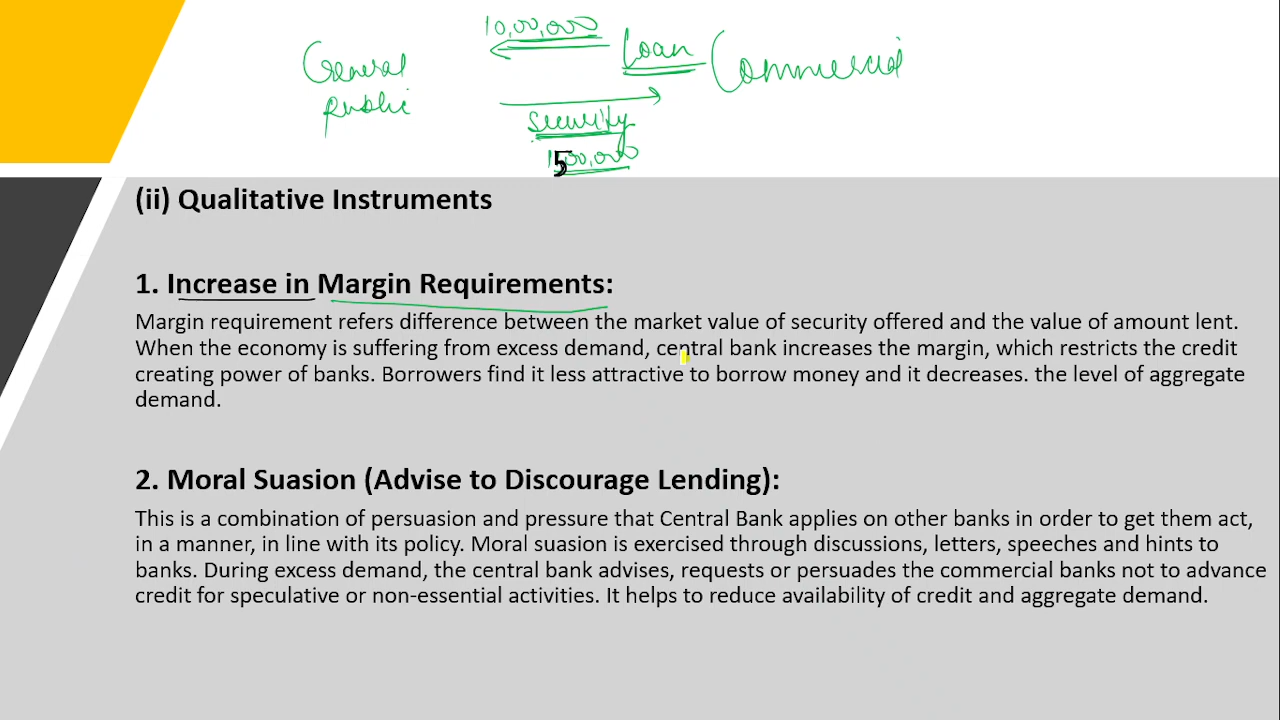 10,00,000
General Loan Commercial
public
security
500,000
(ii) Qualitative Instruments
1. Increase in Margin Requirements:
Margin requirement refers difference between the market value of security offered and the value of amount lent.
When the economy is suffering from excess demand, central bank increases the margin, which restricts the credit
creating power of banks. Borrowers find it less attractive to borrow money and it decreases. the level of aggregate
demand.
2. Moral Suasion (Advise to Discourage Lending):
This is a combination of persuasion and pressure that Central Bank applies on other banks in order to get them act,
in a manner, in line with its policy. Moral suasion is exercised through discussions, letters, speeches and hints to
banks. During excess demand, the central bank advises, requests or persuades the commercial banks not to advance
credit for speculative or non-essential activities. It helps to reduce availability of credit and aggregate demand.